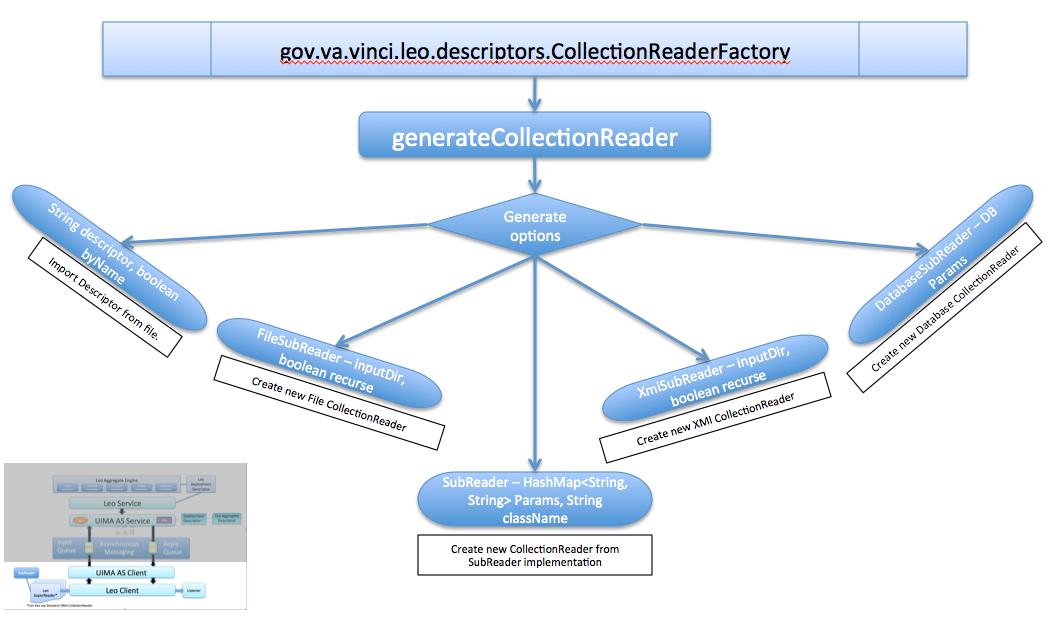 gov.va.vinci.leo.descriptors.CollectionReaderFactory
generateCollectionReader
Generate
options
String descriptor, boolean
byName
Import Descriptor from file.
FileSubReader – inputDir,
boolean recurse
Create new File CollectionReader
SubReader – HashMap<String,
String> Params, String
className
Create new CollectionReader from
SubReader implementation
XmiSubReader – inputDir,
boolean recurse
Create new XMI CollectionReader
DatabaseSubReader – DB
Params
Create new Database CollectionReader
Leo Aggregate Engine
Leo
Deployment
Descriptor
Leo Service
UIMA AS Service
Deployment
Descriptor
Input
Queue
Asynchronous
Messaging
Reply
Queue
UIMA AS Client
SubReader
Leo
SuperReader*
Leo Client
Listener
*Can also use Standard UIMA CollectionReader